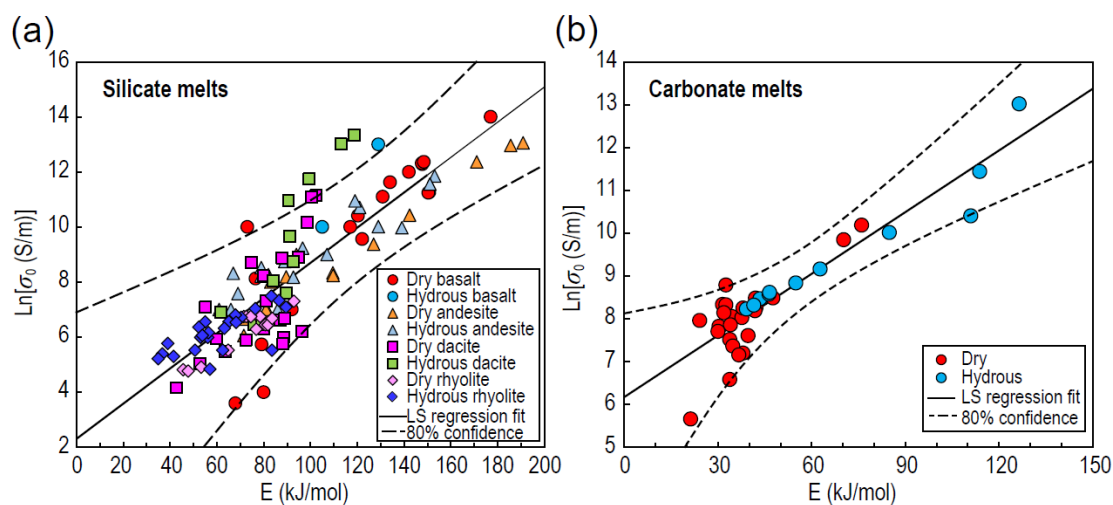 (a)
Silicate melts
Ln[σ₀ (S/m)]
16
14
12
10
8
6
4
2
0 20 40 60 80 100 120 140 160 180 200
E (kJ/mol)
Dry basalt
Hydrous basalt
Dry andesite
Hydrous andesite
Dry dacite
Hydrous dacite
Dry rhyolite
Hydrous rhyolite
LS regression fit
80% confidence
(b)
Carbonate melts
Ln[σ₀ (S/m)]
14
13
12
11
10
9
8
7
6
5
0 30 60 90 120 150
E (kJ/mol)
Dry
Hydrous
LS regression fit
80% confidence